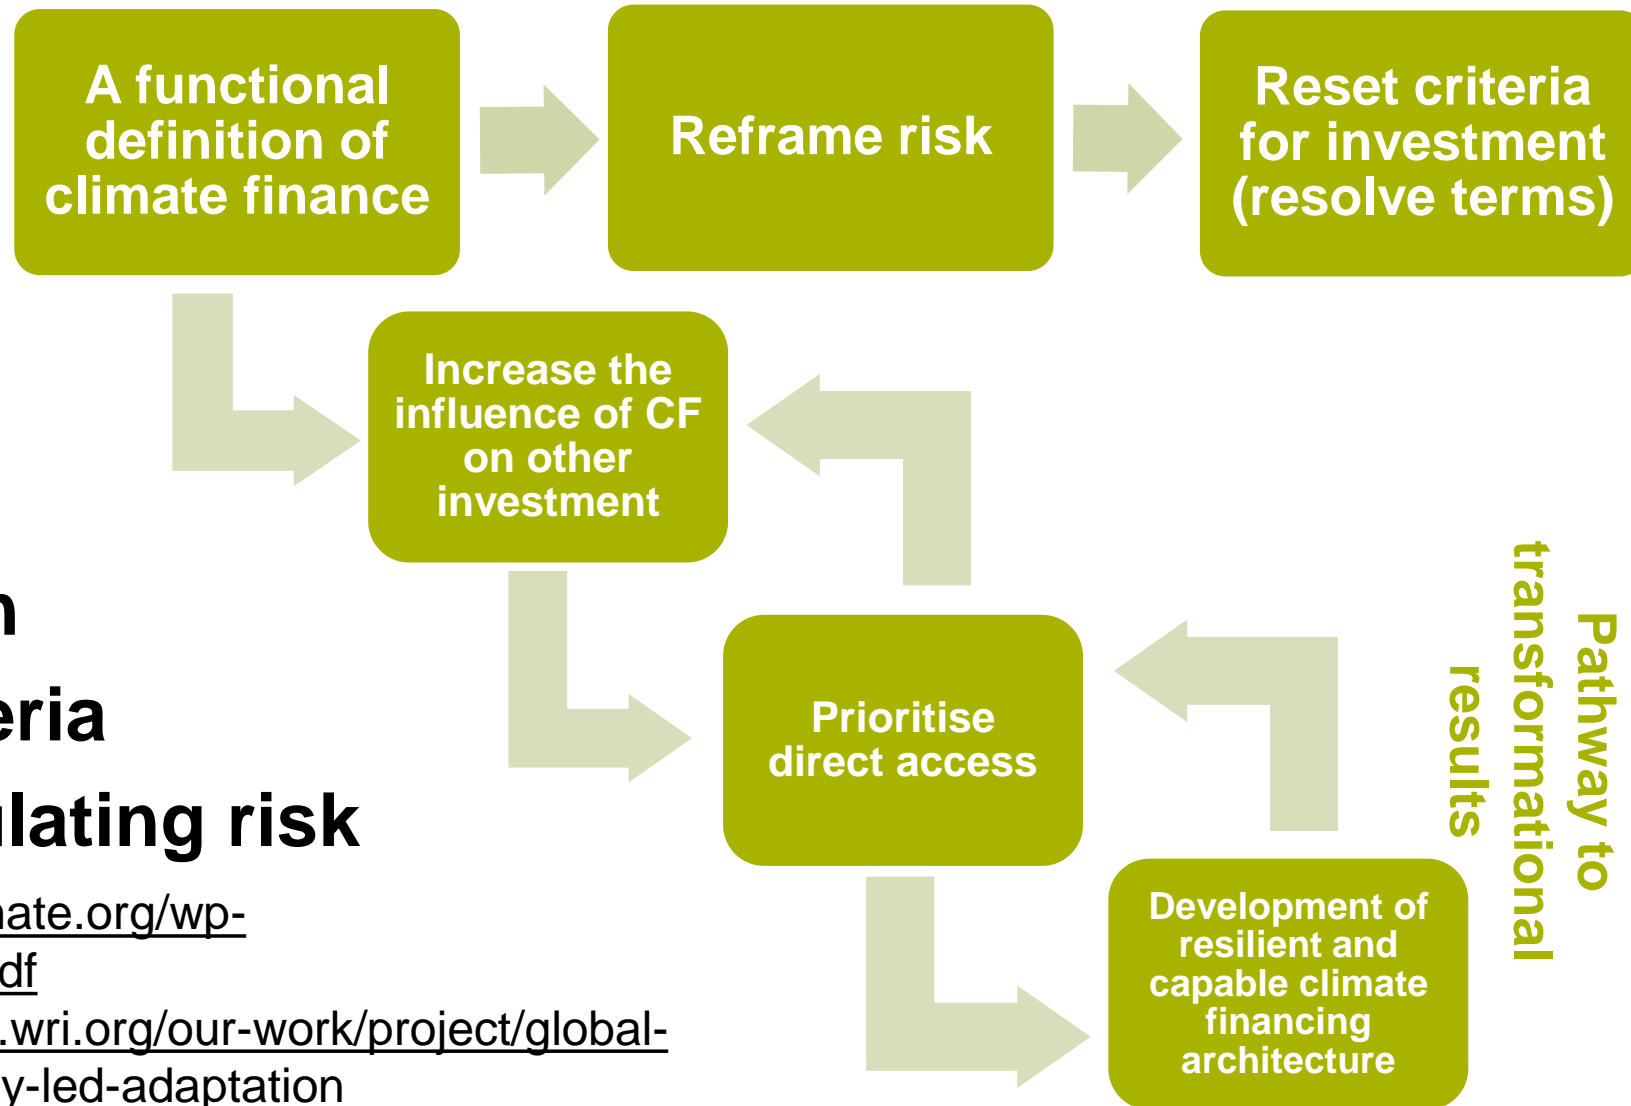 A functional
definition of
climate finance
Reframe risk
Reset criteria
for investment
(resolve terms)
Increase the
influence of CF
on other
investment
Prioritise
direct access
Development of
resilient and
capable climate
financing
architecture
Pathway to
transformational
results
n
eria
ulating risk
nate.org/wp-
df
.wri.org/our-work/project/global-
y-led-adaptation